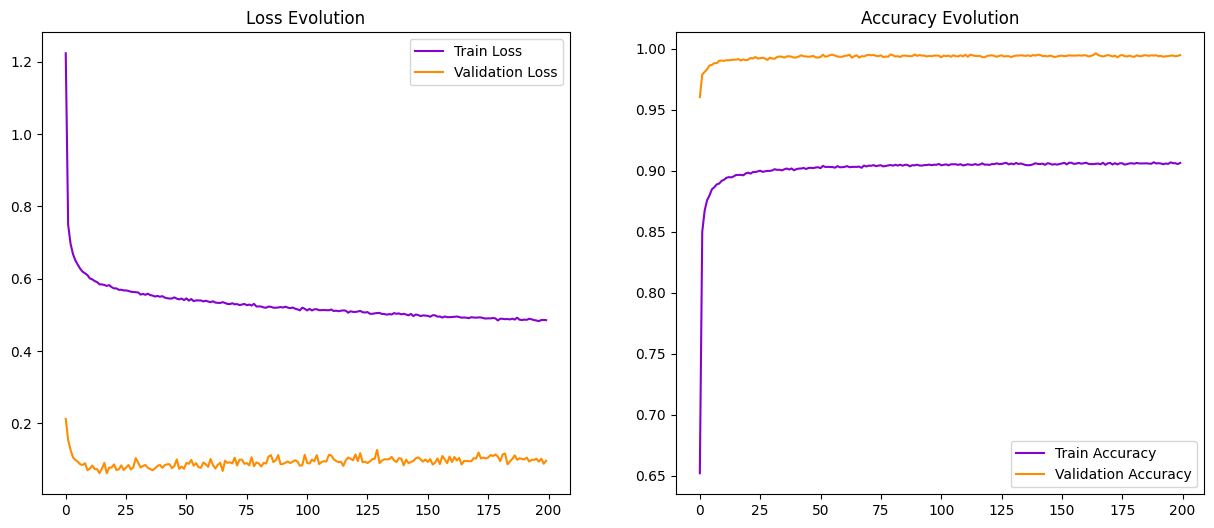 Loss Evolution
Train Loss
Validation Loss
1.2
1.0
0.8
0.6
0.4
0.2
0 25 50 75 100 125 150 175 200
Accuracy Evolution
1.00
0.95
0.90
0.85
0.80
0.75
0.70
0.65
Train Accuracy
Validation Accuracy
0 25 50 75 100 125 150 175 200